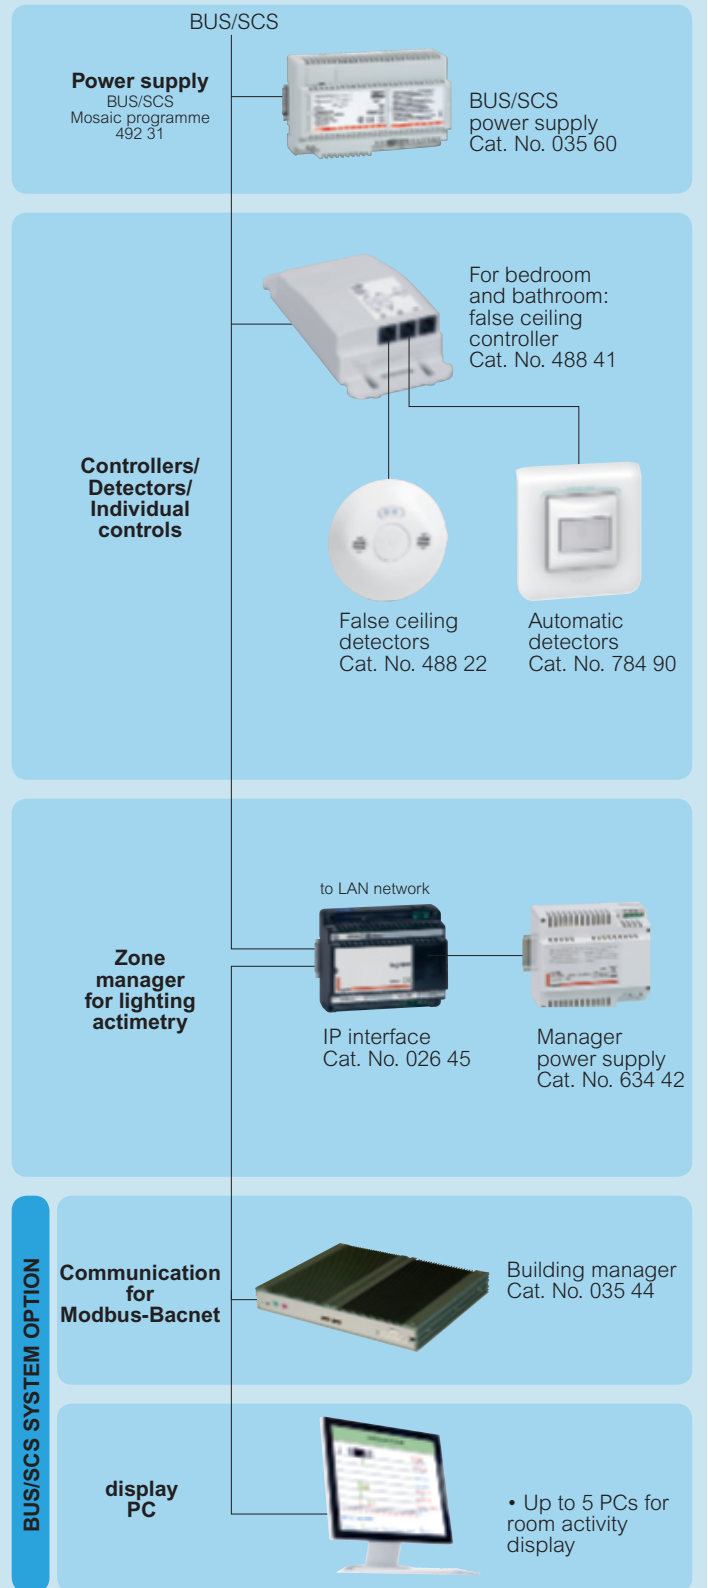 BUS/SCS
Power supply
BUS/SCS
Mosaic programme
492 31
BUS/SCS
power supply
Cat. No. 035 60
For bedroom
and bathroom:
false ceiling
controller
Cat. No. 488 41
Controllers/
Detectors/
Individual
controls
False ceiling
detectors
Cat. No. 488 22
Automatic
detectors
Cat. No. 784 90
to LAN network
Zone
manager
for lighting
actimetry
IP interface
Cat. No. 026 45
Manager
power supply
Cat. No. 634 42
BUS/SCS SYSTEM OPTION
Communication
for
Modbus-Bacnet
Building manager
Cat. No. 035 44
display
PC
• Up to 5 PCs for
room activity
display